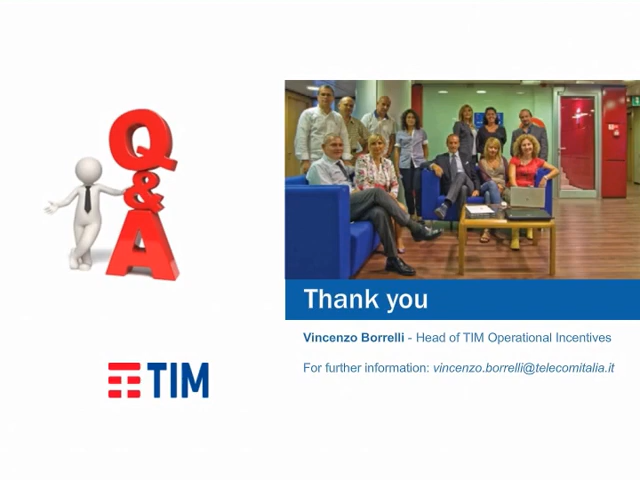 Q
&
A
Thank you
Vincenzo Borrelli - Head of TIM Operational Incentives
For further information: vincenzo.borrelli@telecomitalia.it
TIM